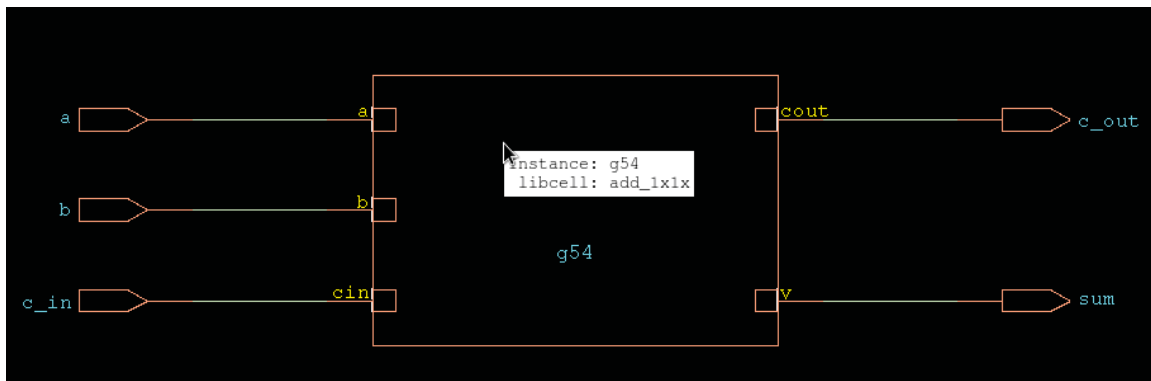 a
a
cout
c_out
instance: g54
libcell: add_1x1x
b
b
g54
c_in
cin
y
sum